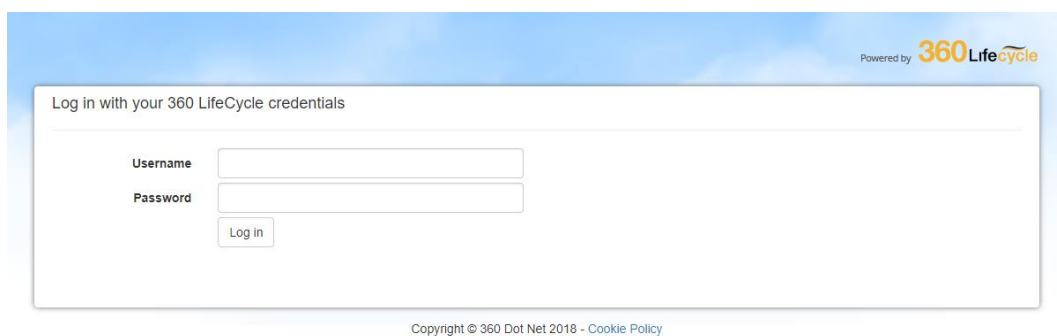 Powered by 360 Lifecycle
Log in with your 360 LifeCycle credentials
Username
Password
Log in
Copyright © 360 Dot Net 2018 - Cookie Policy